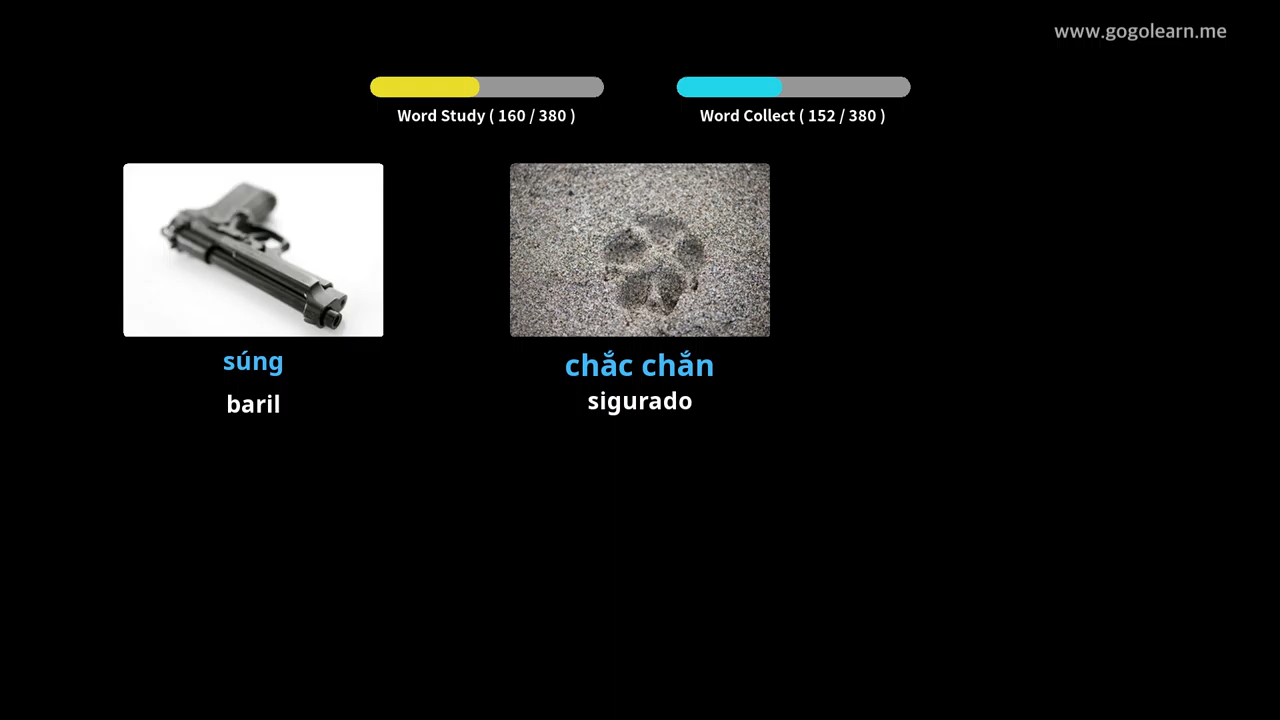 www.gogolearn.me
Word Study ( 160 / 380 )
Word Collect ( 152 / 380 )
súng
baril
chắc chắn
sigurado